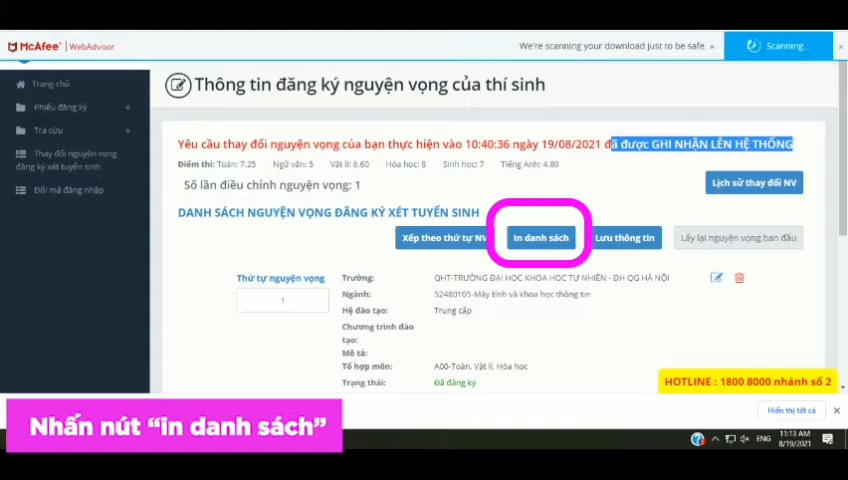 McAfee™ | WebAdvisor
We're scanning your download just to be safe. »
Scanning...
Trang chủ
Phiếu đăng ký +
Tra cứu +
Thay đổi nguyện vọng
đăng ký xét tuyển sinh
Đổi mã đăng nhập
Thông tin đăng ký nguyện vọng của thí sinh
Yêu cầu thay đổi nguyện vọng của bạn thực hiện vào 10:40:36 ngày 19/08/2021 đã được GHI NHẬN LÊN HỆ THỐNG
Điểm thi: Toán: 7.25 Ngữ văn: 5 Vật lí: 6.60 Hóa học: 8 Sinh học: 7 Tiếng Anh: 4.80
Số lần điều chỉnh nguyện vọng: 1
Lịch sử thay đổi NV
DANH SÁCH NGUYỆN VỌNG ĐĂNG KÝ XÉT TUYỂN SINH
Xếp theo thứ tự NV
In danh sách
Lưu thông tin
Lấy lại nguyện vọng ban đầu
Thứ tự nguyện vọng
1
Trường: QHT-TRƯỜNG ĐẠI HỌC KHOA HỌC TỰ NHIÊN - ĐH QG HÀ NỘI
Ngành: 52480105-Máy tính và khoa học thông tin
Hệ đào tạo: Trung cấp
Chương trình đào
tạo:
Mô tả:
Tổ hợp môn: A00-Toán, Vật lí, Hóa học
Trạng thái: Đã đăng ký
HOTLINE : 1800 8000 nhánh số 2
Nhấn nút “in danh sách”
Hiển thị tất cả
ENG
11:13 AM
8/19/2021